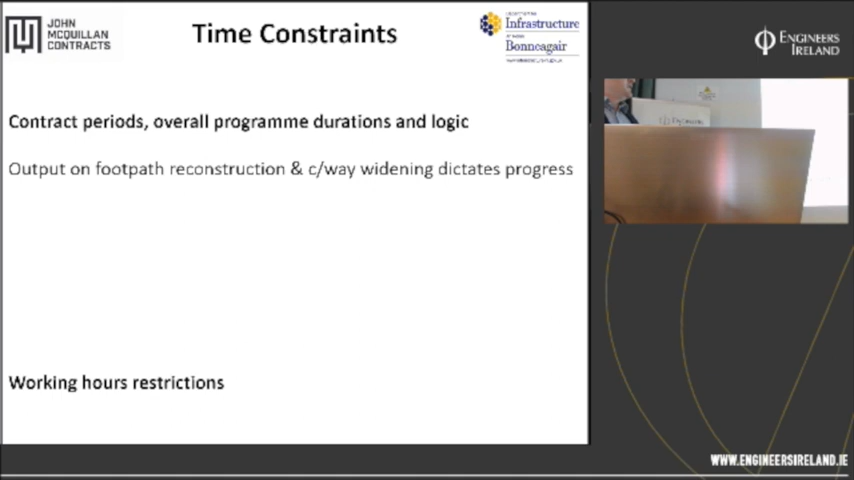 JOHN
MCQUILLAN
CONTRACTS
Time Constraints
Infrastructure
Bonneagair
ENGINEERS
IRELAND
Contract periods, overall programme durations and logic
Output on footpath reconstruction & c/way widening dictates progress
Working hours restrictions
WWW.ENGINEERSIRELAND.IE